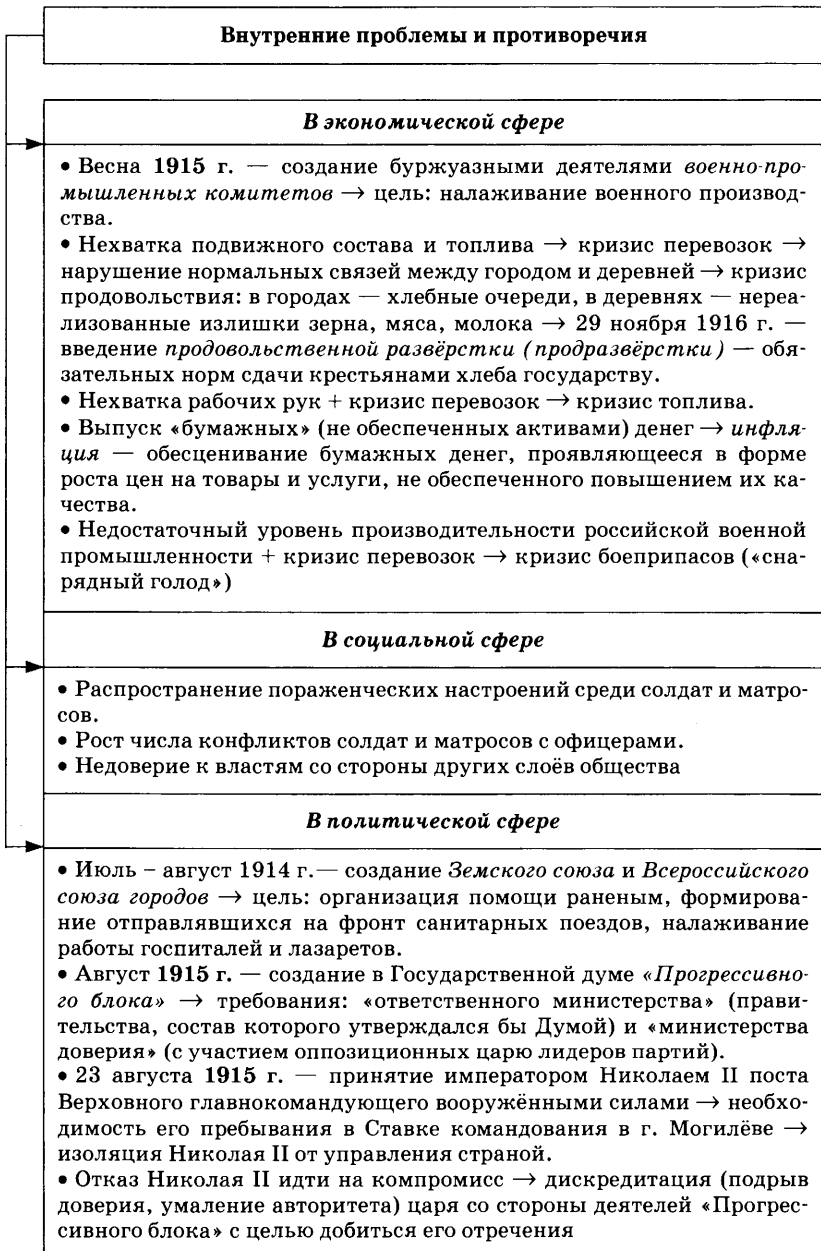 Внутренние проблемы и противоречия
В экономической сфере
• Весна 1915 г. — создание буржуазными деятелями военно-про-
мышленных комитетов → цель: налаживание военного производ-
ства.
• Нехватка подвижного состава и топлива → кризис перевозок →
нарушение нормальных связей между городом и деревней → кризис
продовольствия: в городах — хлебные очереди, в деревнях — нереа-
лизованные излишки зерна, мяса, молока → 29 ноября 1916 г. —
введение продовольственной развёрстки (продразвёрстки) — обя-
зательных норм сдачи крестьянами хлеба государству.
• Нехватка рабочих рук + кризис перевозок → кризис топлива.
• Выпуск «бумажных» (не обеспеченных активами) денег → инфля-
ция — обесценивание бумажных денег, проявляющееся в форме
роста цен на товары и услуги, не обеспеченного повышением их ка-
чества.
• Недостаточный уровень производительности российской военной
промышленности + кризис перевозок → кризис боеприпасов («сна-
рядный голод»)
В социальной сфере
• Распространение пораженческих настроений среди солдат и матро-
сов.
• Рост числа конфликтов солдат и матросов с офицерами.
• Недоверие к властям со стороны других слоёв общества
В политической сфере
• Июль – август 1914 г.— создание Земского союза и Всероссийского
союза городов → цель: организация помощи раненым, формирова-
ние отправлявшихся на фронт санитарных поездов, налаживание
работы госпиталей и лазаретов.
• Август 1915 г. — создание в Государственной думе «Прогрессивно-
го блока» → требования: «ответственного министерства» (прави-
тельства, состав которого утверждался бы Думой) и «министерства
доверия» (с участием оппозиционных царю лидеров партий).
• 23 августа 1915 г. — принятие императором Николаем II поста
Верховного главнокомандующего вооружёнными силами → необхо-
димость его пребывания в Ставке командования в г. Могилёве →
изоляция Николая II от управления страной.
• Отказ Николая II идти на компромисс → дискредитация (подрыв
доверия, умаление авторитета) царя со стороны деятелей «Прогрес-
сивного блока» с целью добиться его отречения